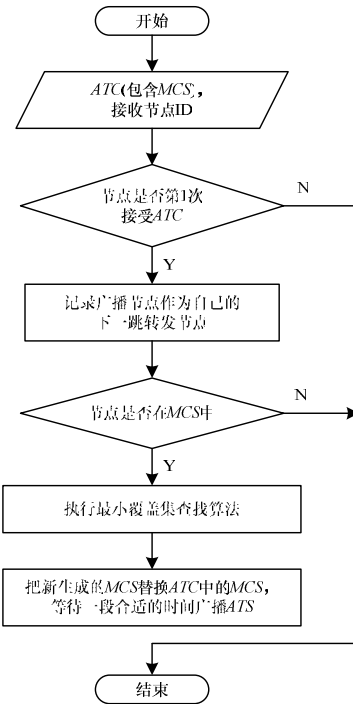 开始
ATC(包含MCS),
接收节点ID
节点是否第1次
接受ATC
N
Y
记录广播节点作为自己的
下一跳转发节点
节点是否在MCS中
N
Y
执行最小覆盖集查找算法
把新生成的MCS替换ATC中的MCS,
等待一段合适的时间广播ATS
结束